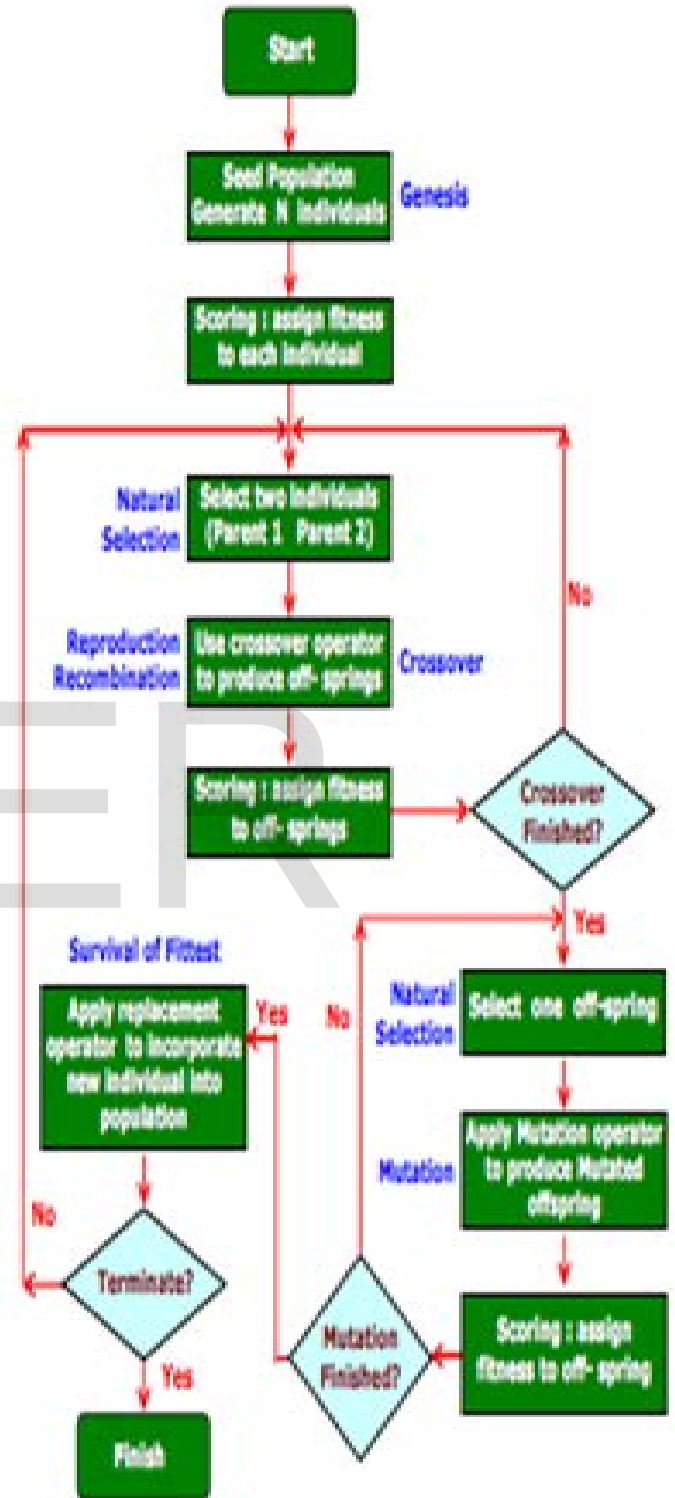 Start
Seed Population
Generate N individuals
Genesis
Scoring : assign fitness
to each individual
Natural
Selection
Select two individuals
(Parent 1 Parent 2)
No
Reproduction
Recombination
Use crossover operator
to produce off- springs
Crossover
Scoring : assign fitness
to off- springs
Crossover
Finished?
ER
Yes
Survival of Fittest
Apply replacement
operator to incorporate
new individual into
population
Yes
No
Natural
Selection
Select one off-spring
Mutation
Apply Mutation operator
to produce Mutated
offspring
No
Terminate?
Mutation
Finished?
Scoring : assign
fitness to off- spring
Yes
Finish